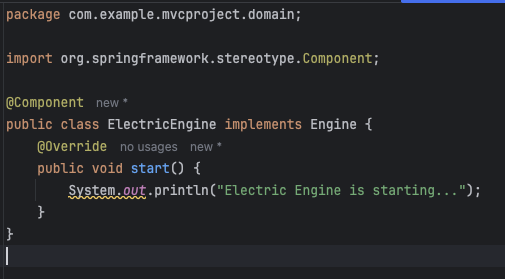 package com.example.mvcproject.domain;
import org.springframework.stereotype.Component;
@Component new *
public class ElectricEngine implements Engine {
@Override no usages new *
public void start() {
System.out.println("Electric Engine is starting...");
}
}